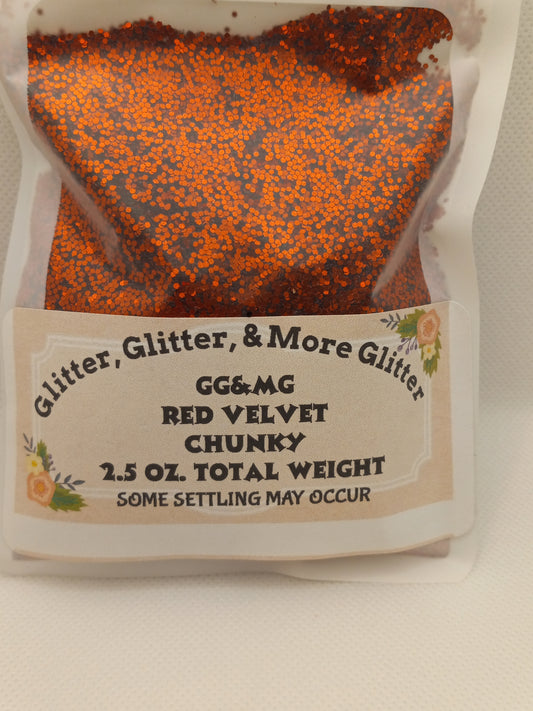 Glitter, Glitter, & More Glitter
GG&MG
RED VELVET
CHUNKY
2.5 OZ. TOTAL WEIGHT
SOME SETTLING MAY OCCUR